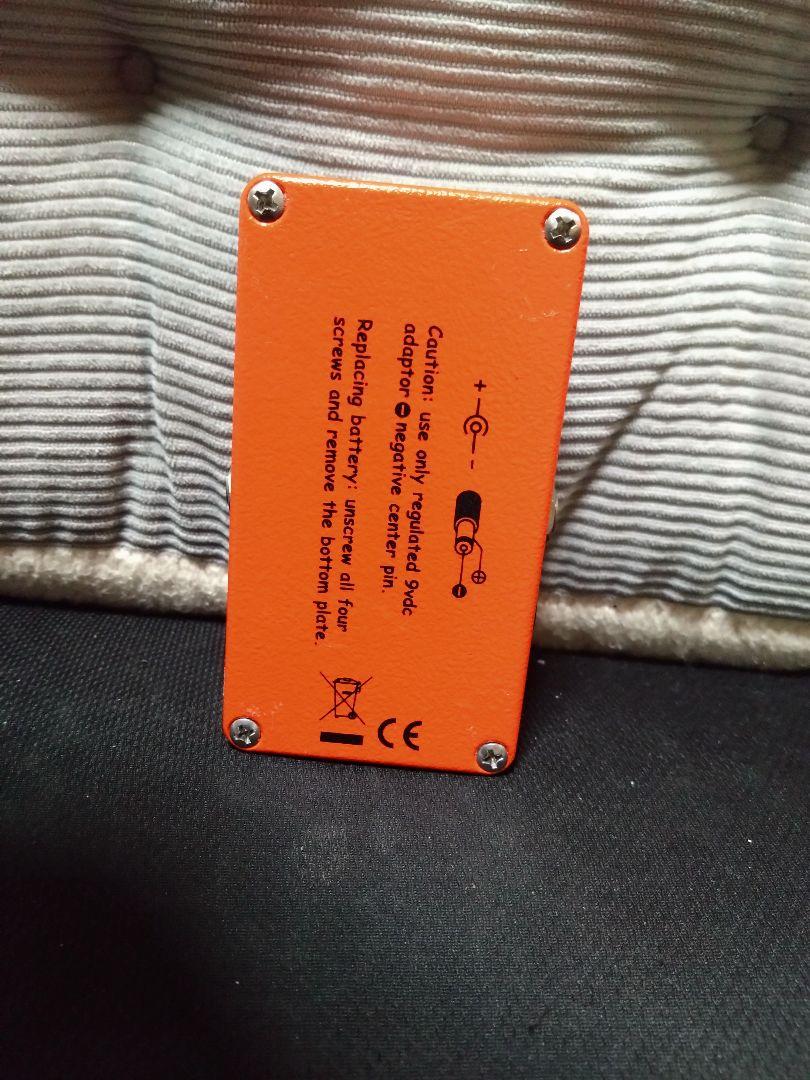 + -
Caution: use only regulated 9vdc
adaptor ⊖ negative center pin.
Replacing battery: unscrew all four
screws and remove the bottom plate.
CE